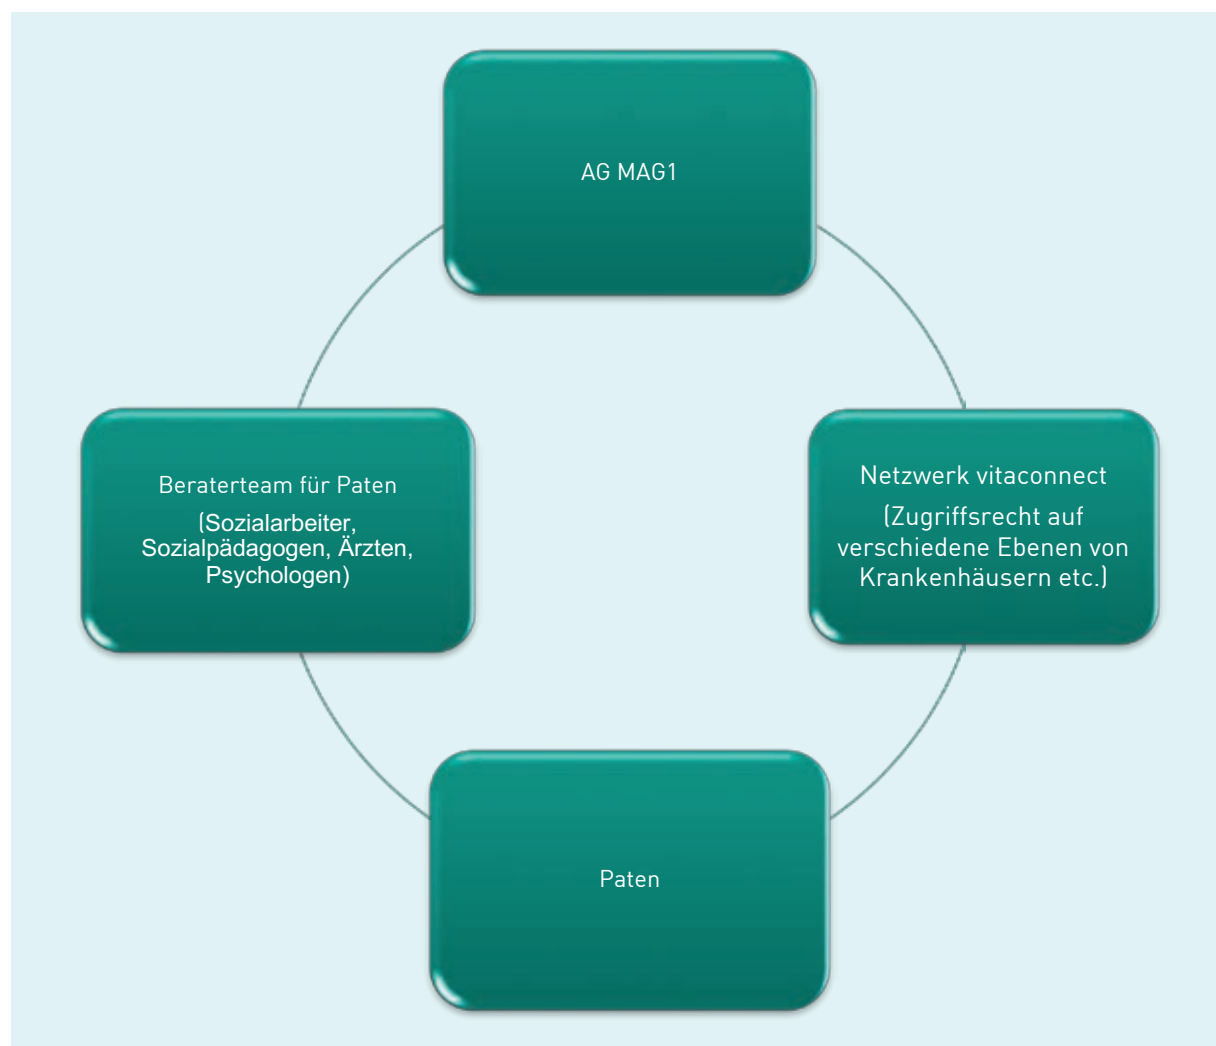 AG MAG1
Beraterteam für Paten
(Sozialarbeiter,
Sozialpädagogen, Ärzten,
Psychologen)
Netzwerk vitaconnect
(Zugriffsrecht auf
verschiedene Ebenen von
Krankenhäusern etc.)
Paten